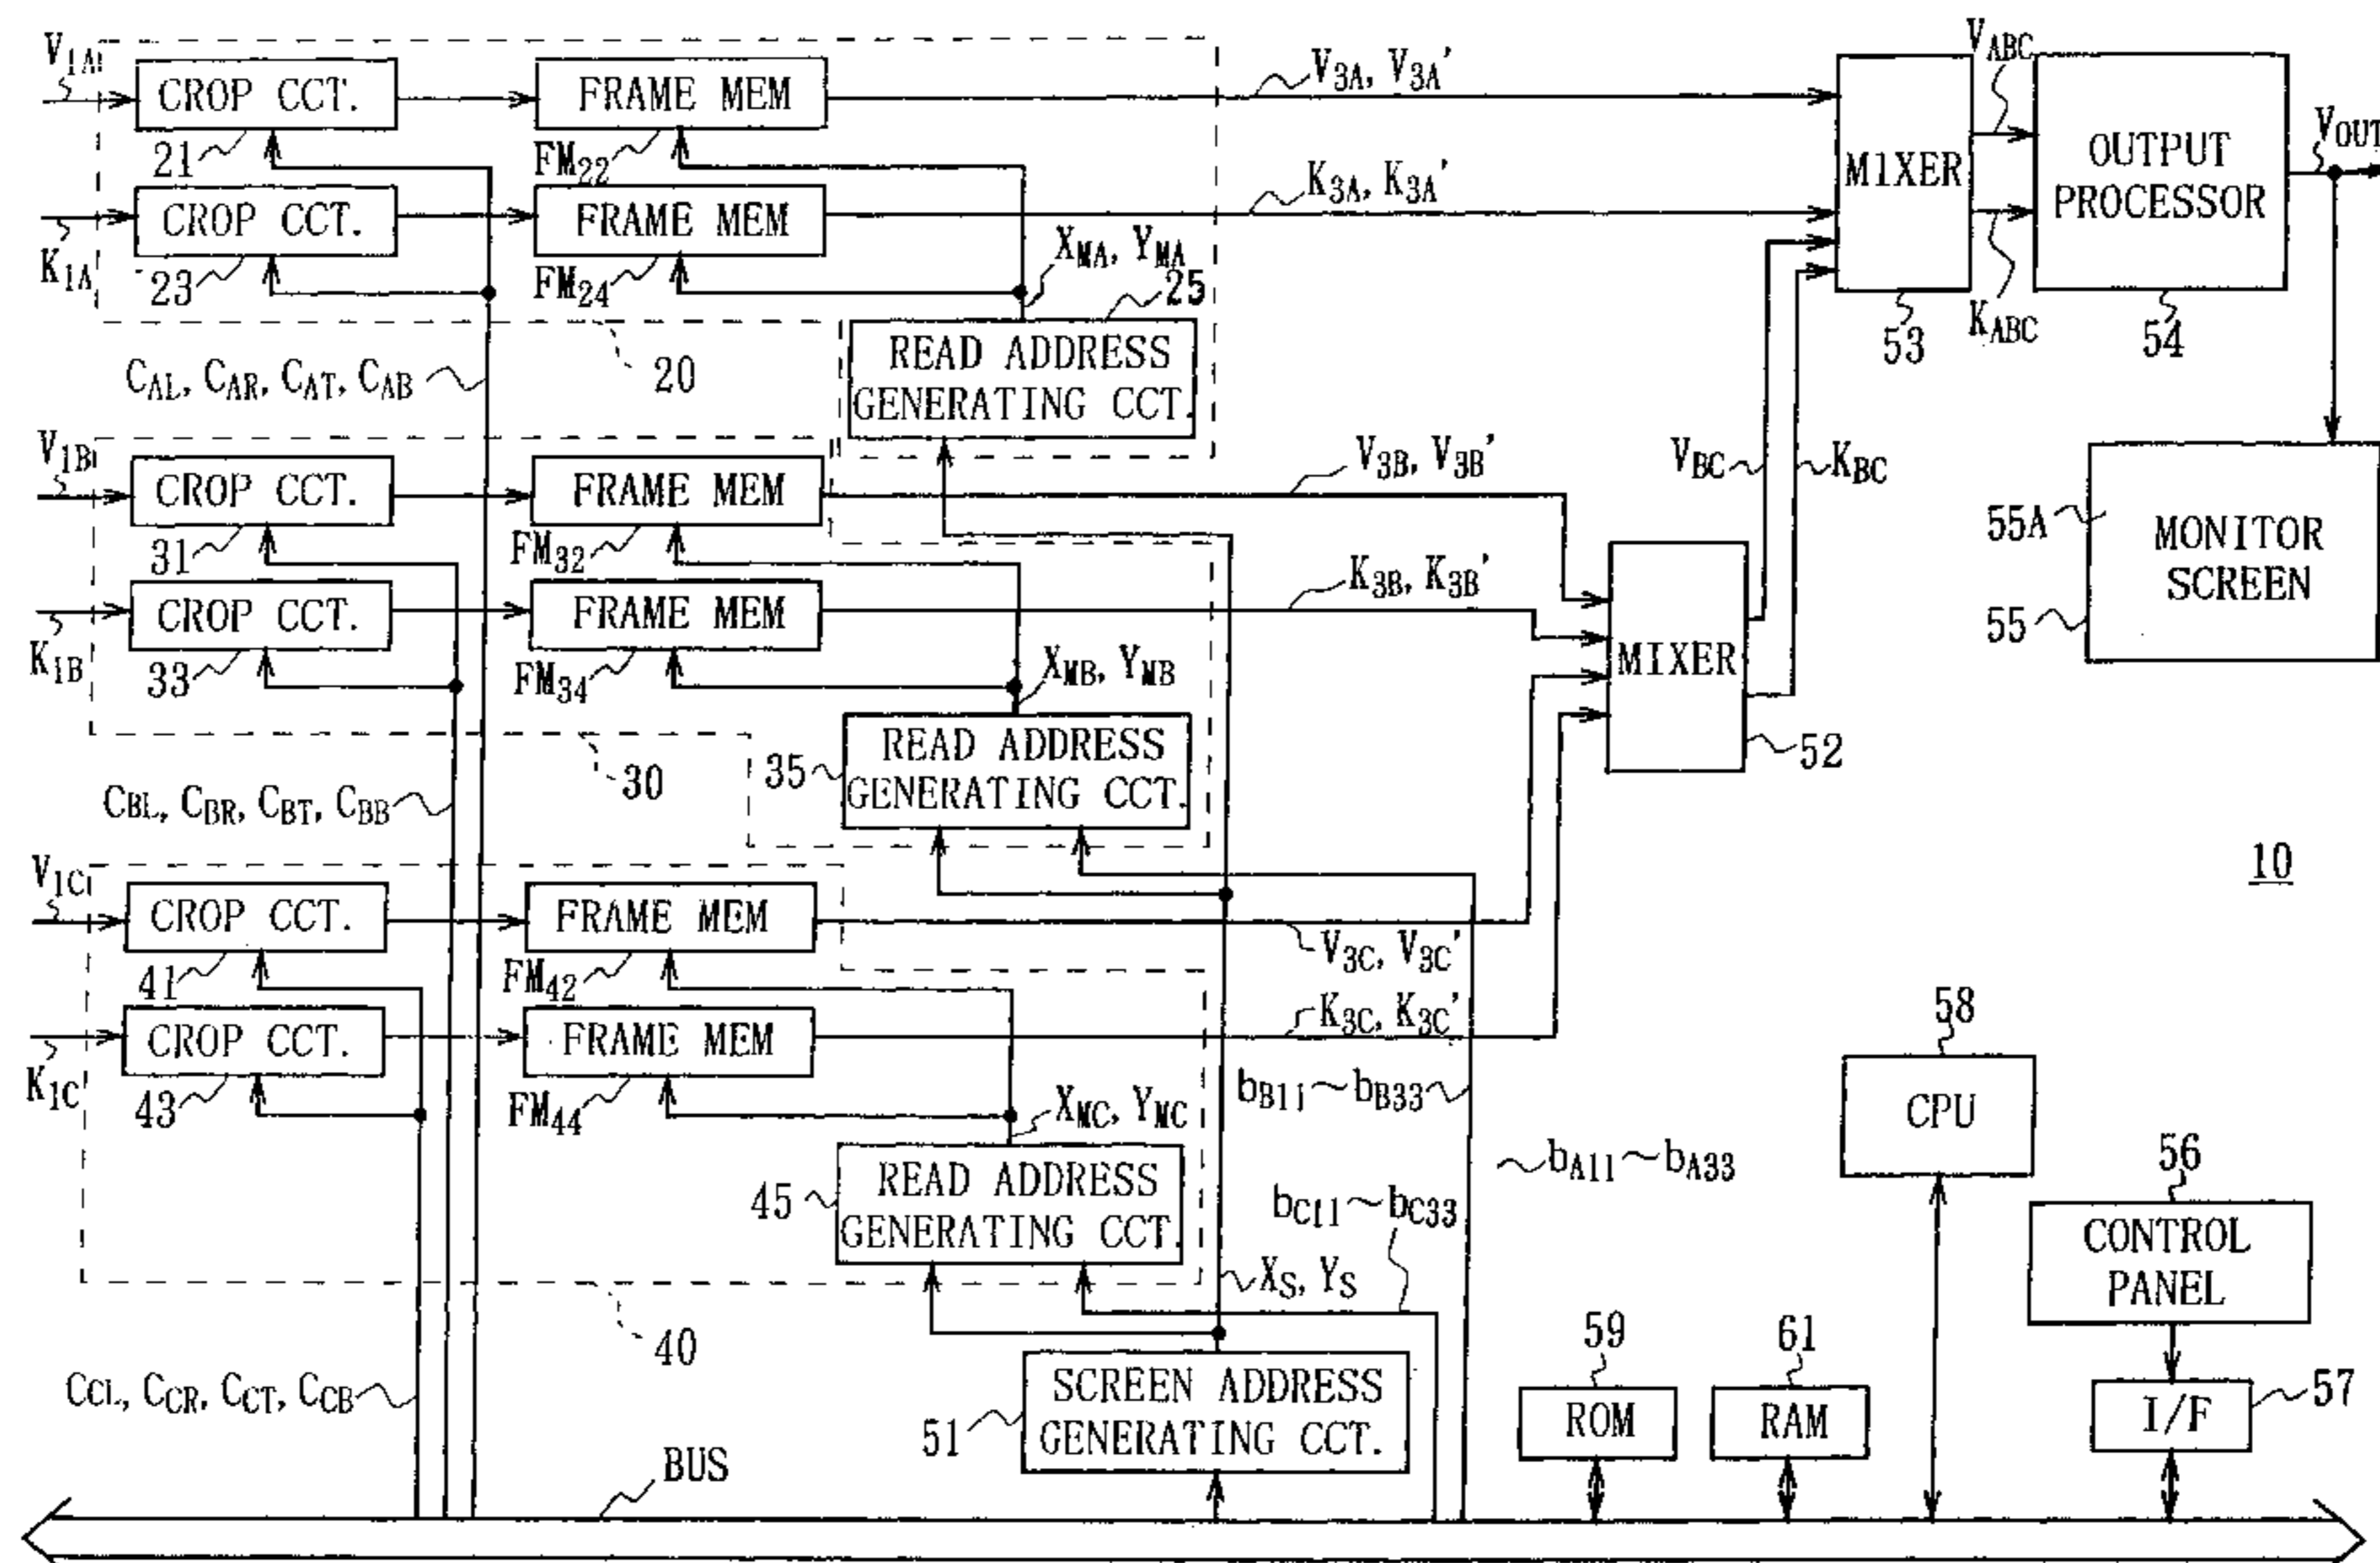 V1A
CROP CCT.
FRAME MEM
V3A, V3A'
VABC
21
FM22
MIXER
OUTPUT
PROCESSOR
VOUT
K1A
CROP CCT.
FRAME MEM
K3A, K3A'
23
FM24
XMA, YMA
25
53
KABC
54
READ ADDRESS
GENERATING CCT.
CAL, CAR, CAT, CAB
20
V1B
CROP CCT.
FRAME MEM
V3B, V3B'
VBC
KBC
55A
MONITOR
SCREEN
55
31
FM32
K1B
CROP CCT.
FRAME MEM
K3B, K3B'
33
FM34
XMB, YMB
MIXER
52
35
READ ADDRESS
GENERATING CCT.
CBL, CBR, CBT, CBB
30
10
V1C
CROP CCT.
FRAME MEM
V3C, V3C'
41
FM42
K1C
CROP CCT.
FRAME MEM
K3C, K3C'
43
FM44
XMC, YMC
bB11~bB33
bA11~bA33
bC11~bC33
45
READ ADDRESS
GENERATING CCT.
XS, YS
40
58
CPU
56
CONTROL
PANEL
CCL, CCR, CCT, CCB
51
SCREEN ADDRESS
GENERATING CCT.
59
ROM
61
RAM
57
I/F
BUS